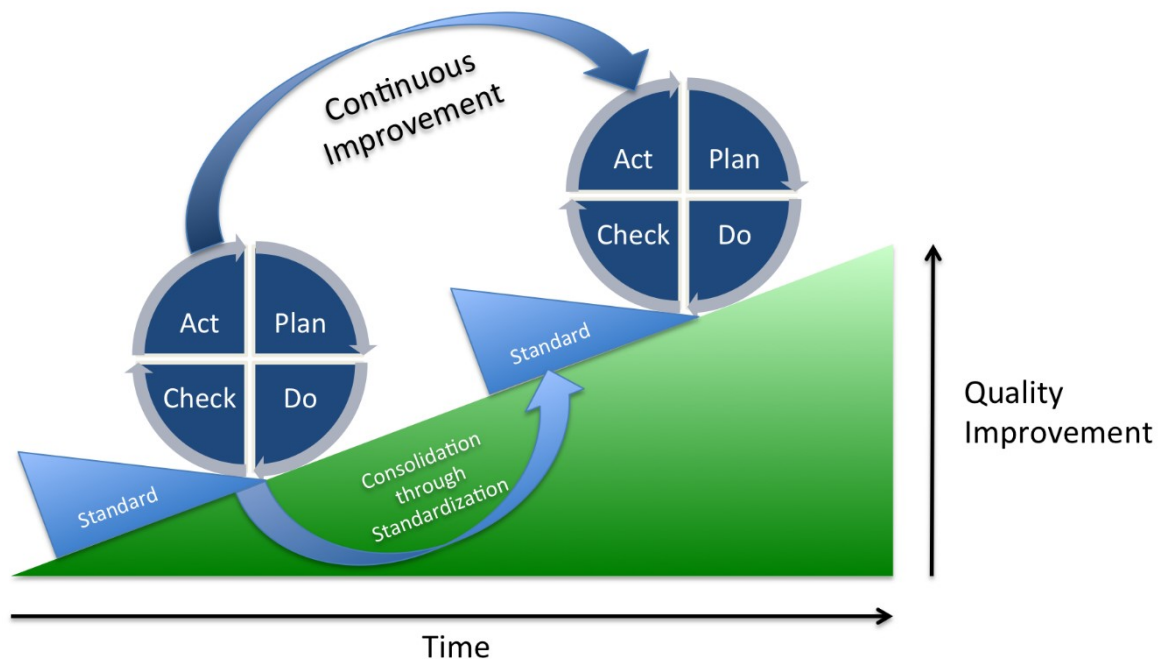 Continuous
Improvement
Act
Plan
Check
Do
Act
Plan
Check
Do
Standard
Standard
Consolidation
through
Standardization
Quality
Improvement
Time